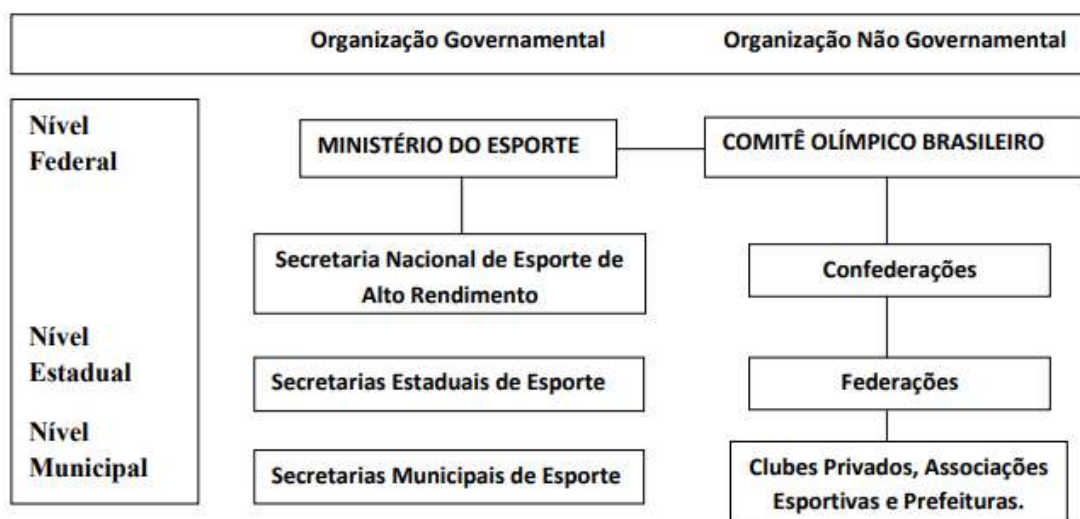 Organização Governamental
Organização Não Governamental
Nível
Federal
MINISTÉRIO DO ESPORTE
COMITÊ OLÍMPICO BRASILEIRO
Secretaria Nacional de Esporte de
Alto Rendimento
Confederações
Nível
Estadual
Secretarias Estaduais de Esporte
Federações
Nível
Municipal
Secretarias Municipais de Esporte
Clubes Privados, Associações
Esportivas e Prefeituras.